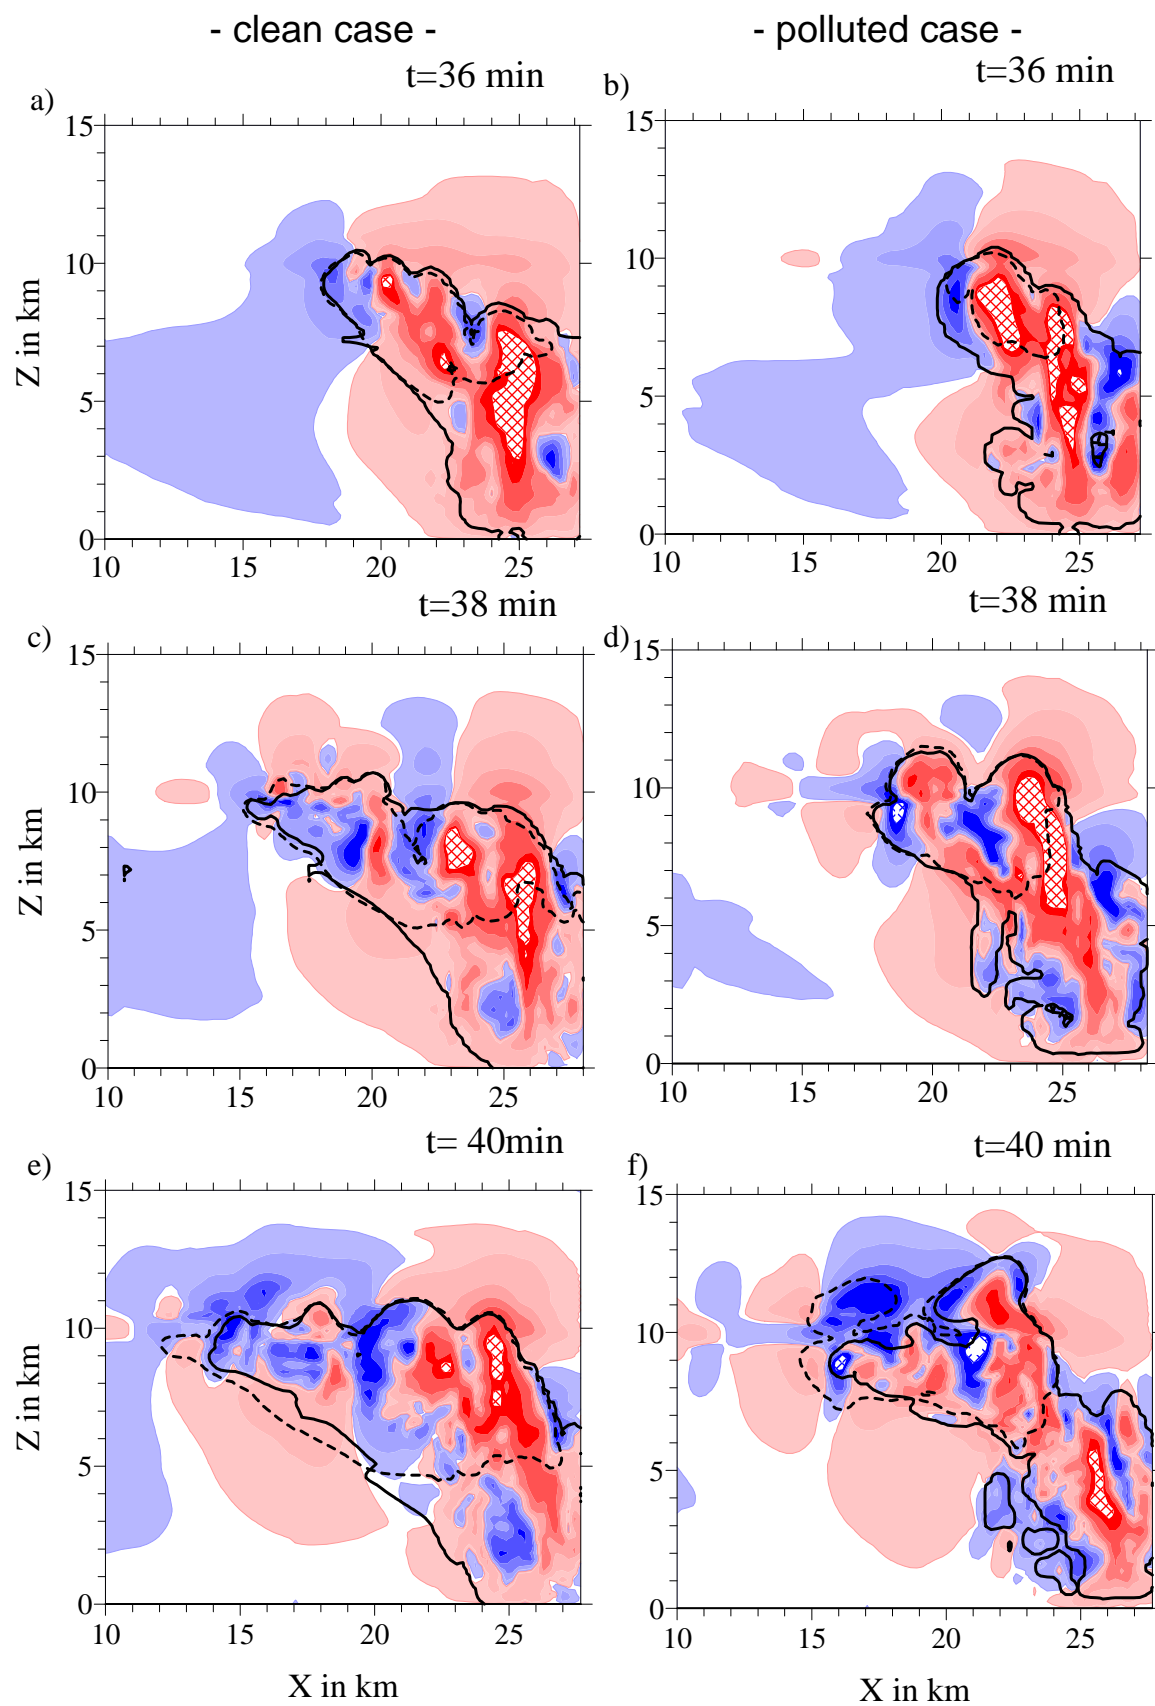 - clean case - - polluted case -
t=36 min t=36 min
a) b)
15 15
10 10
Z in km
5 5
0 0
10 15 20 25 10 15 20 25
t=38 min t=38 min
c) d)
15 15
10 10
Z in km
5 5
0 0
10 15 20 25 10 15 20 25
t= 40min t=40 min
e) f)
15 15
10 10
Z in km
5 5
0 0
10 15 20 25 10 15 20 25
X in km X in km